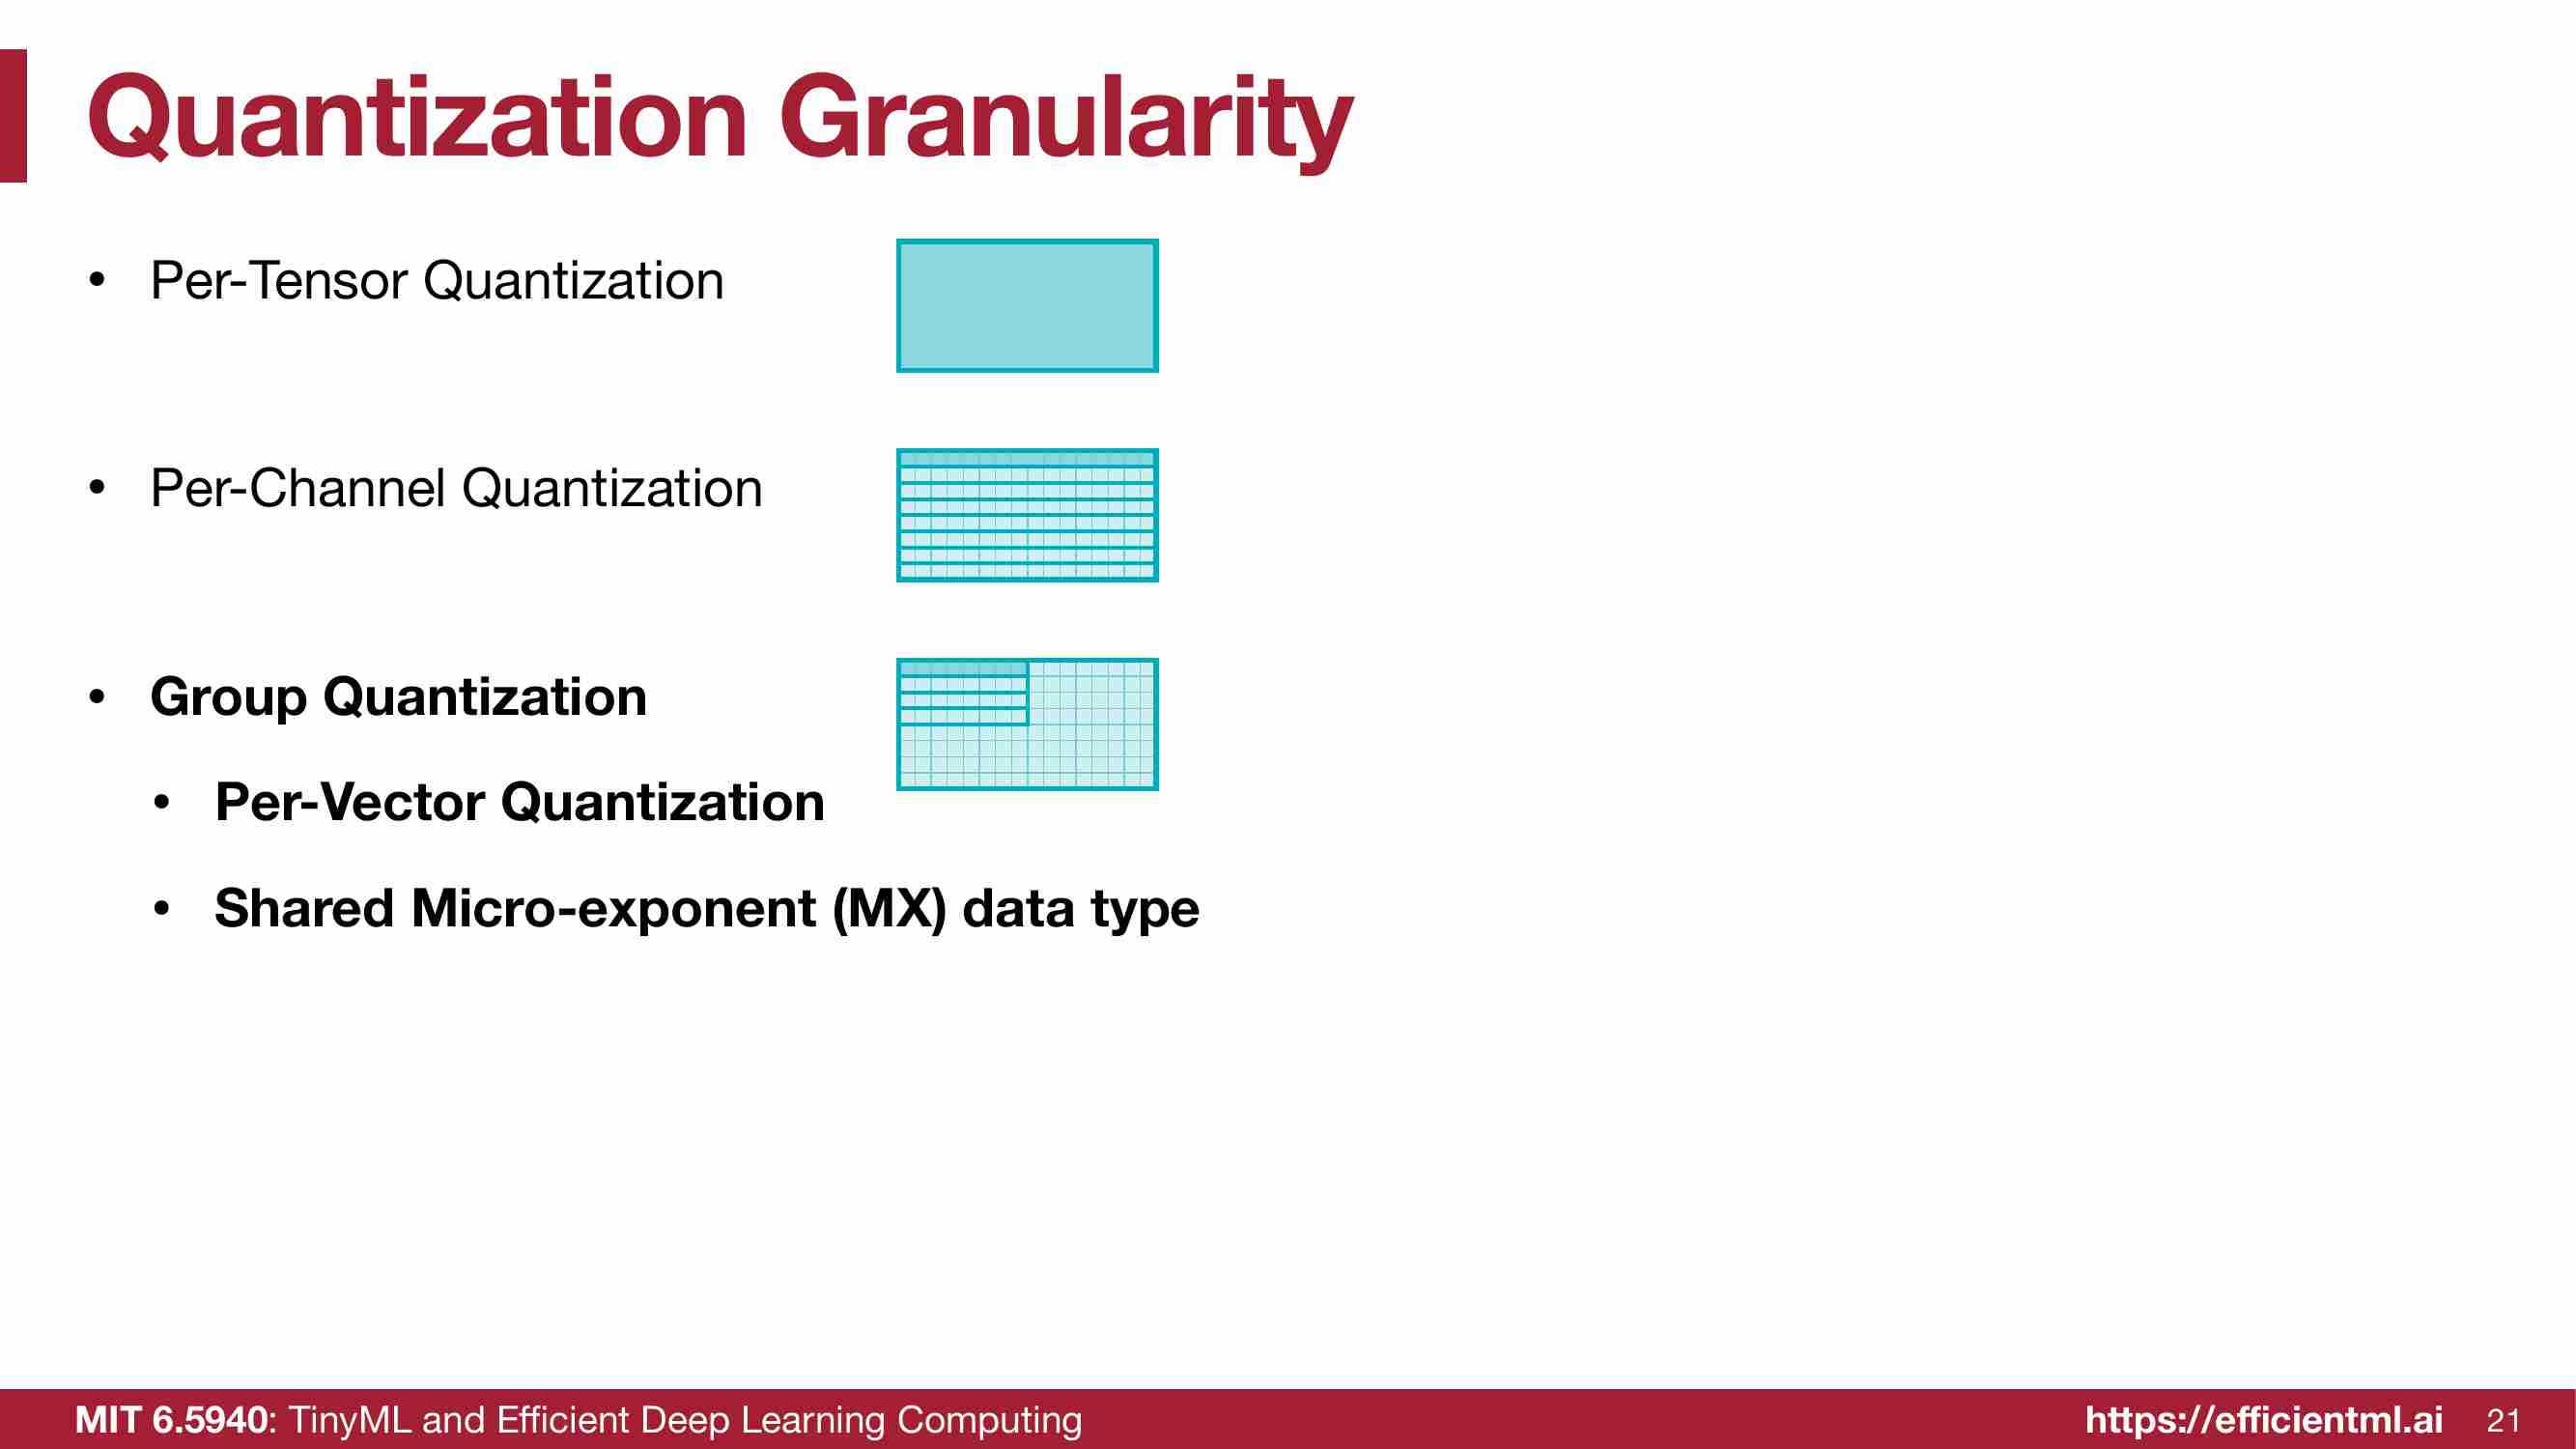 Quantization Granularity
• Per-Tensor Quantization
• Per-Channel Quantization
• Group Quantization
• Per-Vector Quantization
• Shared Micro-exponent (MX) data type
MIT 6.5940: TinyML and Efficient Deep Learning Computing
https://efficientml.ai 21